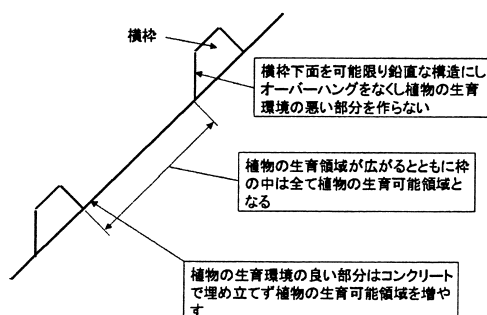 横枠
横枠下面を可能限り鉛直な構造にし
オーバーハングをなくし植物の生育
環境の悪い部分を作らない
植物の生育領域が広がるとともに枠
の中は全て植物の生育可能領域と
なる
植物の生育環境の良い部分はコンクリート
で埋め立てず植物の生育可能領域を増や
す